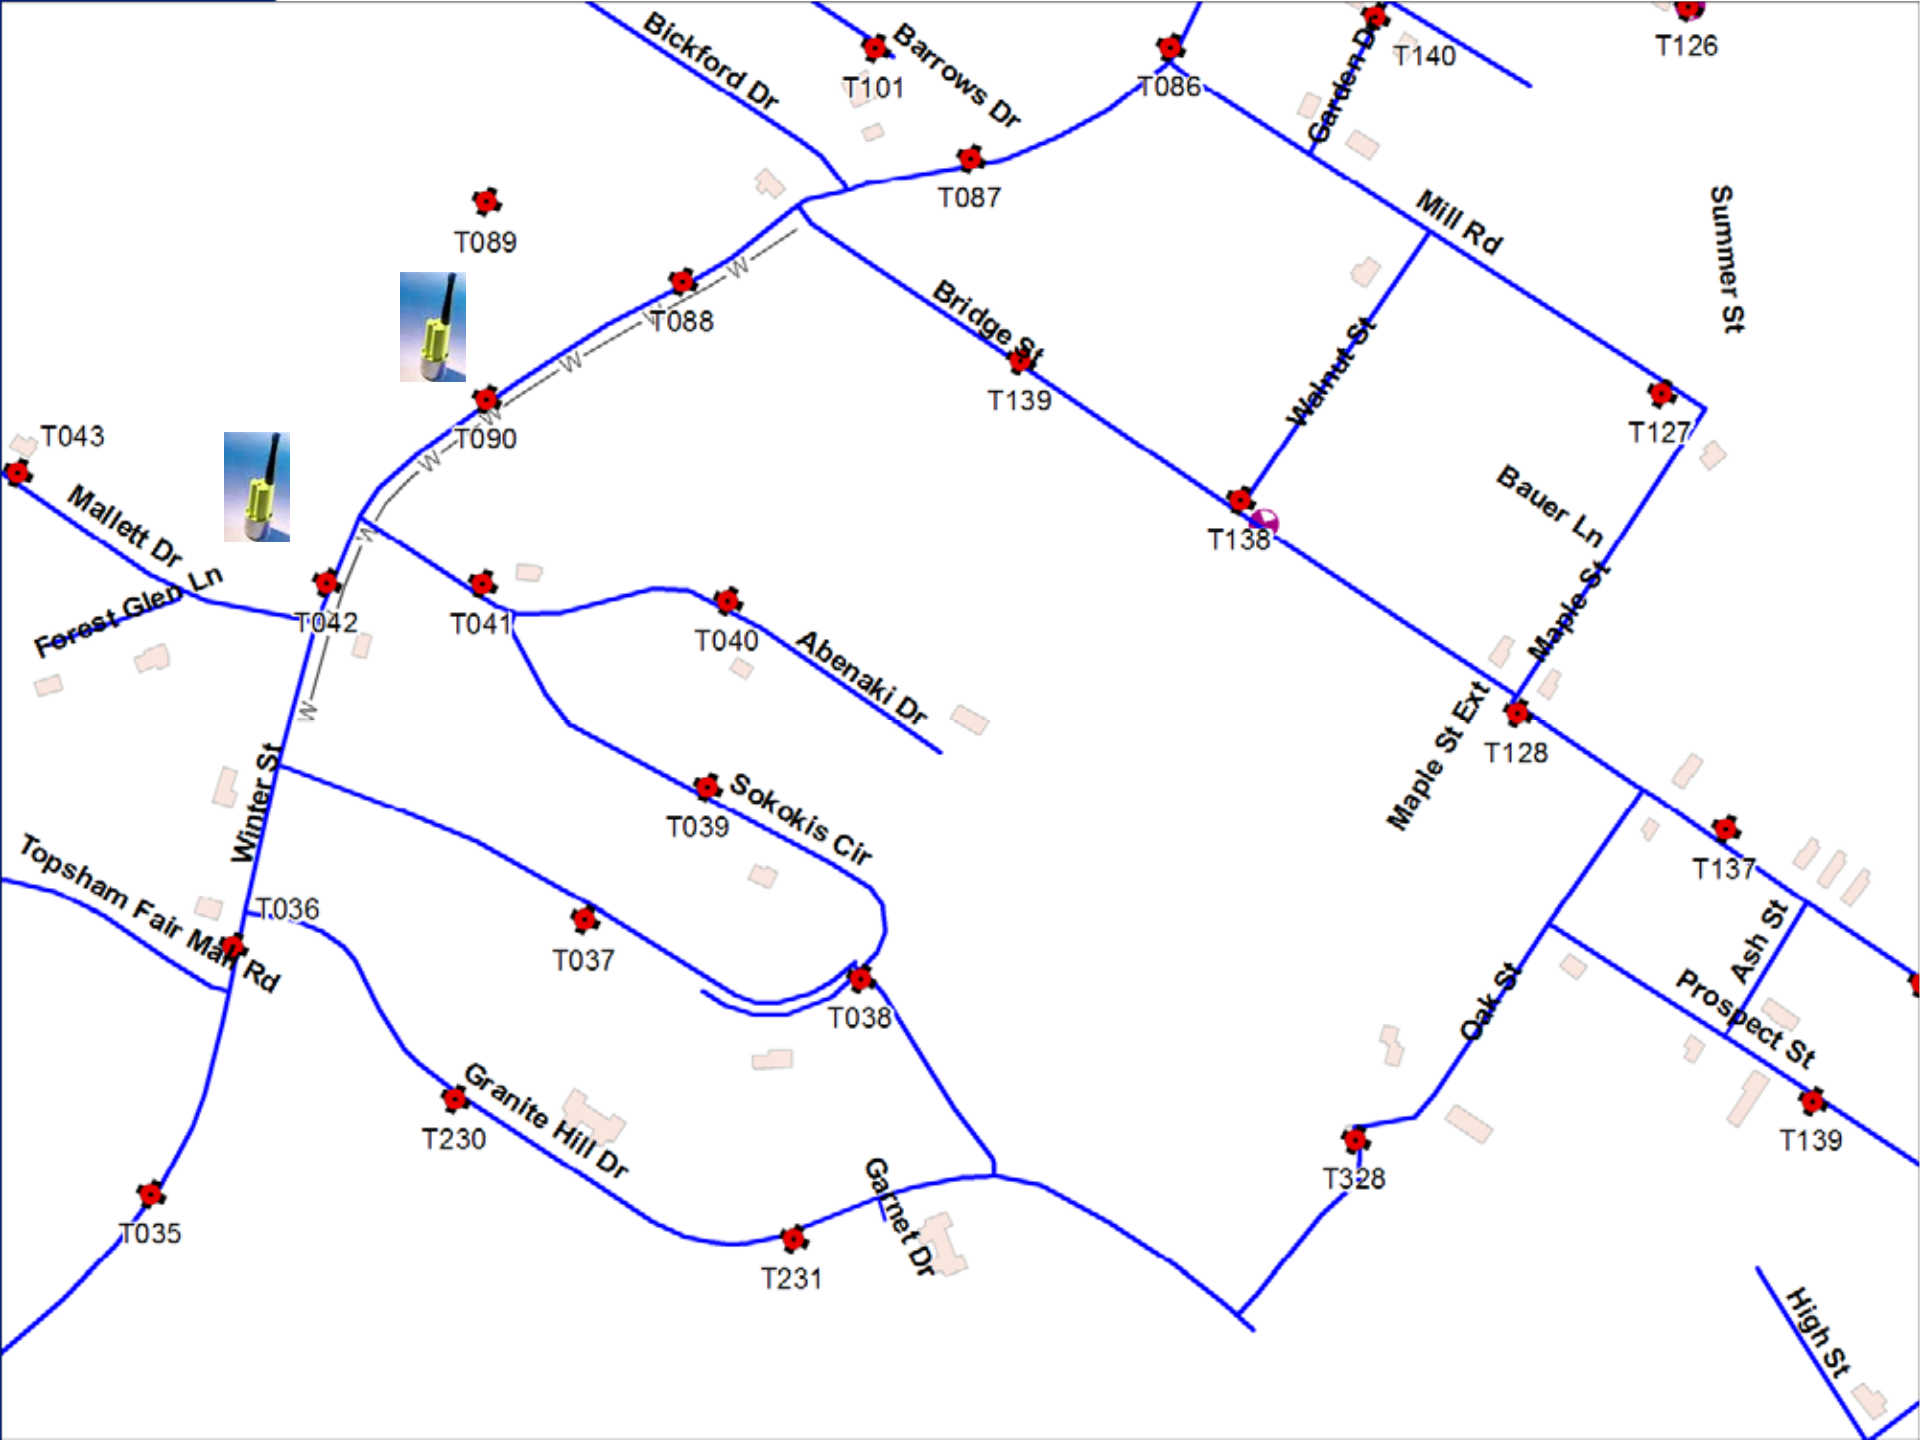 Bickford Dr
Barrows Dr
T101
T086
Garden Dr
T140
T126
T087
T089
Mill Rd
Summer St
W
T088
W
W
Bridge St
T139
Walnut St
T127
T090
W
W
T043
Mallett Dr
Bauer Ln
T138
W
Forest Glen Ln
T042
T041
T040
Abenaki Dr
Maple St
W
Maple St Ext
T128
Winter St
T039
Sokokis Cir
T137
Topsham Fair Mall Rd
T036
T037
Ash St
T038
Oak St
Prospect St
Granite Hill Dr
T230
T139
T328
Garnet Dr
T035
T231
High St